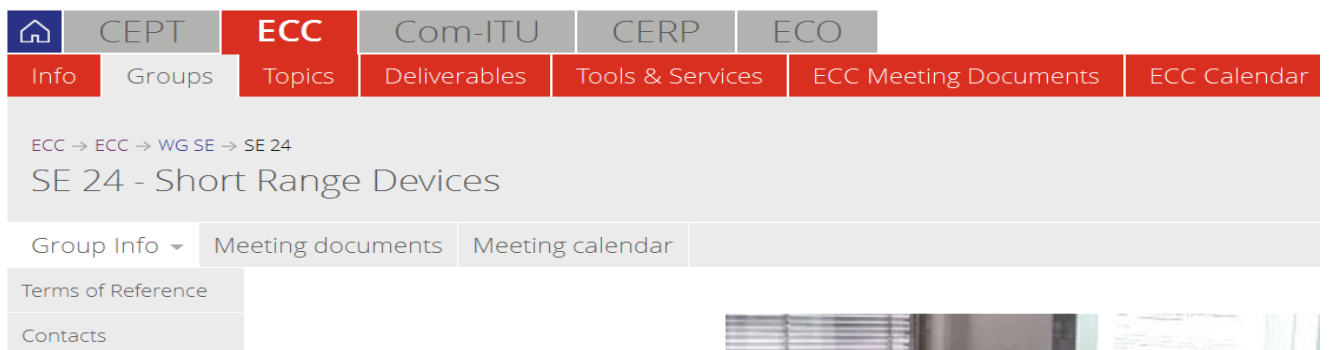 CEPT ECC Com-ITU CERP ECO
Info Groups Topics Deliverables Tools & Services ECC Meeting Documents ECC Calendar
ECC → ECC → WG SE → SE 24
SE 24 - Short Range Devices
Group Info Meeting documents Meeting calendar
Terms of Reference
Contacts